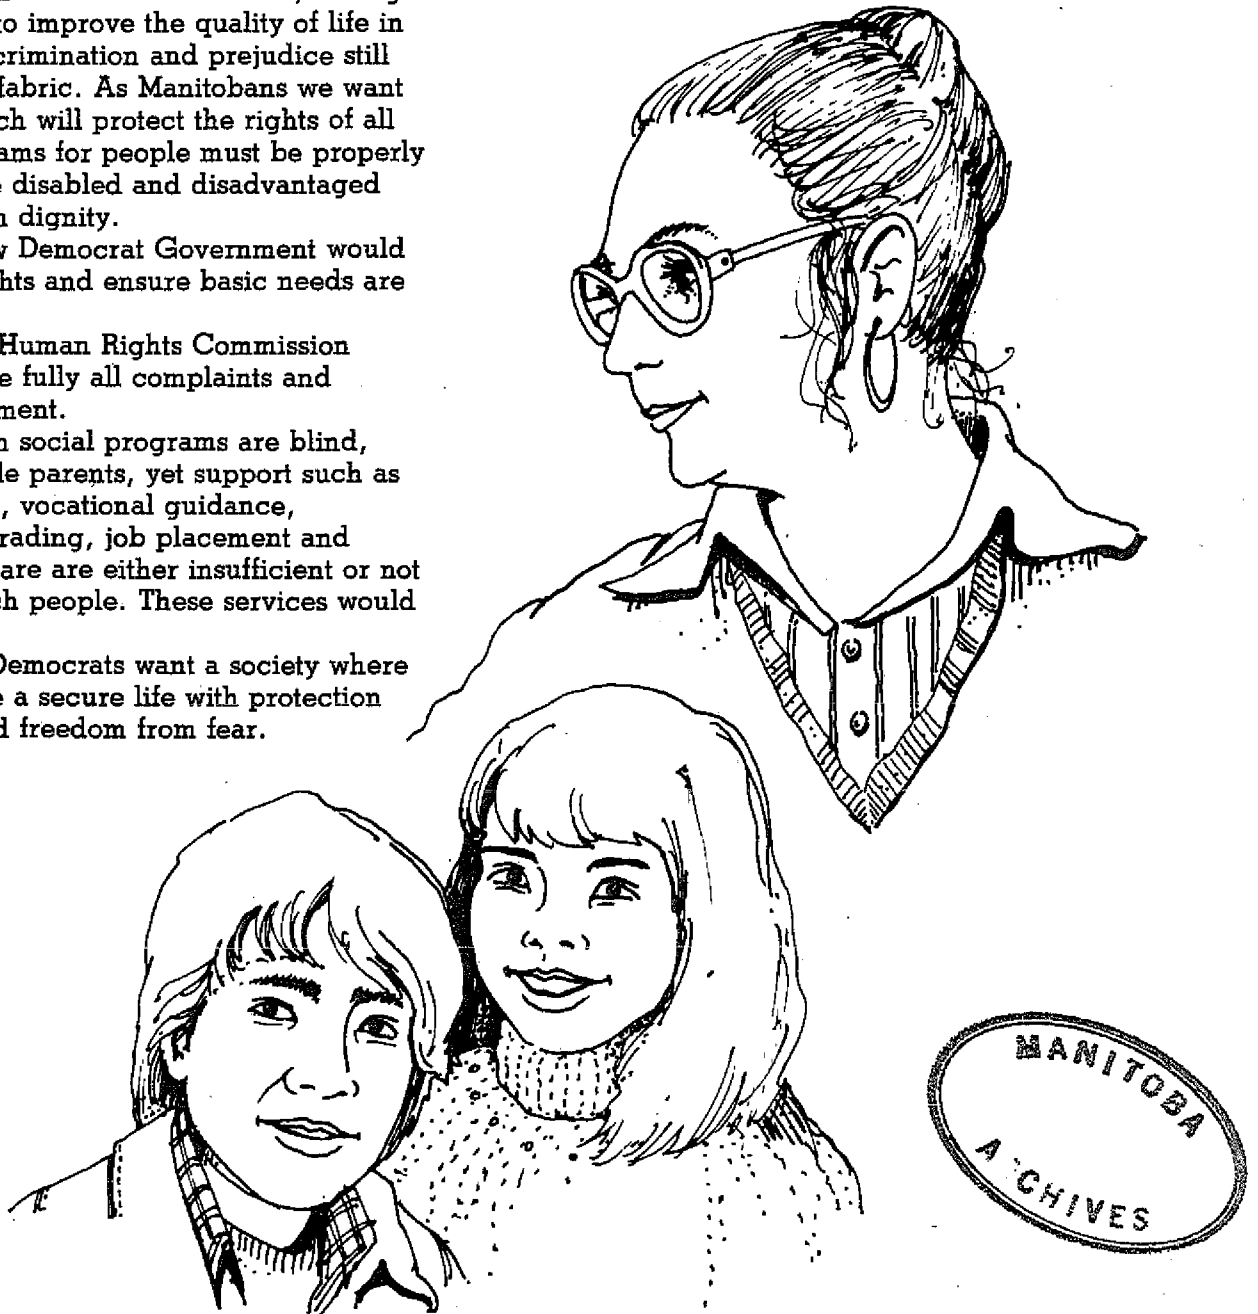 to improve the quality of life in
crimination and prejudice still
fabric. As Manitobans we want
ch will protect the rights of all
ams for people must be properly
e disabled and disadvantaged
n dignity.
w Democrat Government would
hts and ensure basic needs are
Human Rights Commission
e fully all complaints and
ment.
n social programs are blind,
le parents, yet support such as
, vocational guidance,
rading, job placement and
are are either insufficient or not
ch people. These services would
Democrats want a society where
e a secure life with protection
d freedom from fear.
MANITOBA
A CHIVES